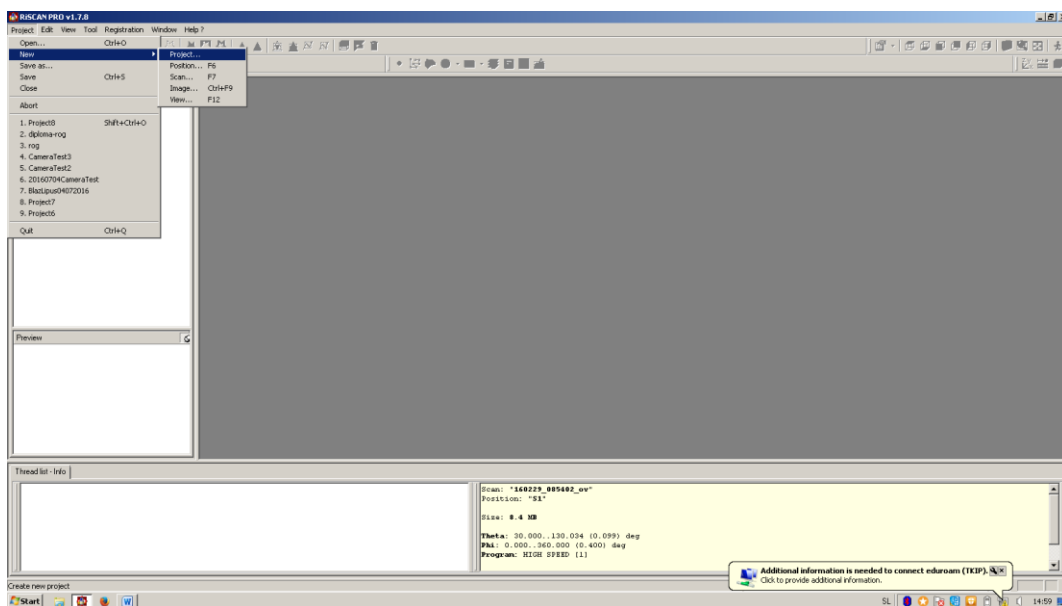 RiSCAN PRO v1.7.8
Project Edit View Tool Registration Window Help ?
Open... Ctrl+O
New
Save as...
Save Ctrl+S
Close
Abort
1. Project8 Shift+Ctrl+O
2. diploma-rog
3. rog
4. CameraTest3
5. CameraTest2
6. 20160704CameraTest
7. BlazLipus04072016
8. Project7
9. Project6
Quit Ctrl+Q
Project...
Position... F6
Scan... F7
Image... Ctrl+F9
View... F12
Preview
Thread list - Info
Scan: "160229_085402_ov"
Position: "S1"
Size: 8.4 MB
Theta: 30.000..130.034 (0.099) deg
Phi: 0.000..360.000 (0.400) deg
Program: HIGH SPEED [1]
Additional information is needed to connect eduroam (TKIP).
Click to provide additional information.
Create new project
Start
SL
14:59